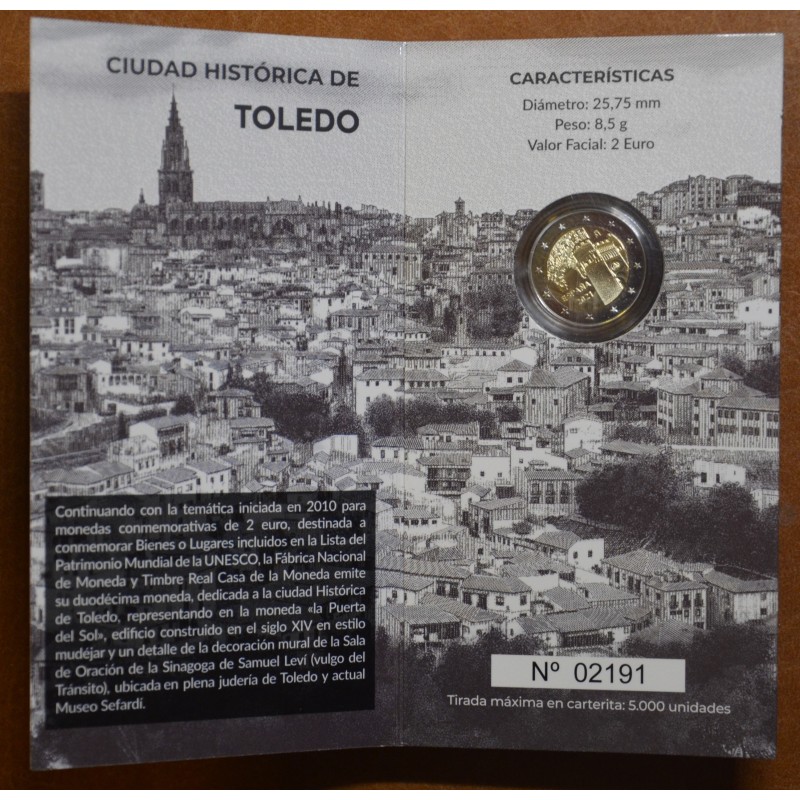 CIUDAD HISTÓRICA DE
TOLEDO
Continuando con la temática iniciada en 2010 para
monedas conmemorativas de 2 euro, destinada a
conmemorar Bienes o Lugares incluidos en la Lista del
Patrimonio Mundial de la UNESCO, la Fábrica Nacional
de Moneda y Timbre Real Casa de la Moneda emite
su duodécima moneda, dedicada a la ciudad Histórica
de Toledo, representando en la moneda «la Puerta
del Sol», edificio construido en el siglo XIV en estilo
mudéjar y un detalle de la decoración mural de la Sala
de Oración de la Sinagoga de Samuel Leví (vulgo del
Tránsito), ubicada en plena judería de Toledo y actual
Museo Sefardí.
CARACTERÍSTICAS
Diámetro: 25,75 mm
Peso: 8,5 g
Valor Facial: 2 Euro
ESPAÑA
2021
Nº 02191
Tirada máxima en carterita: 5.000 unidades